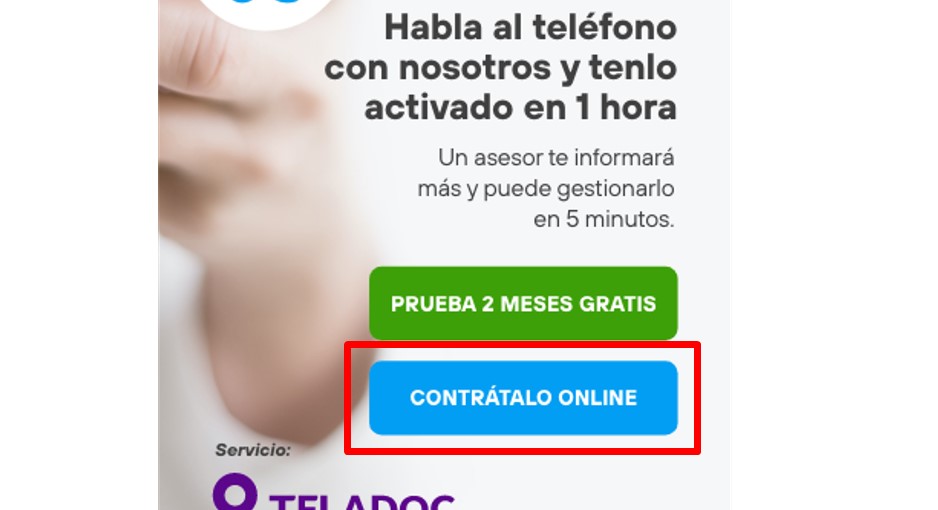 Habla al teléfono
con nosotros y tenlo
activado en 1 hora
Un asesor te informará
más y puede gestionarlo
en 5 minutos.
PRUEBA 2 MESES GRATIS
CONTRÁTALO ONLINE
Servicio:
TELADOC